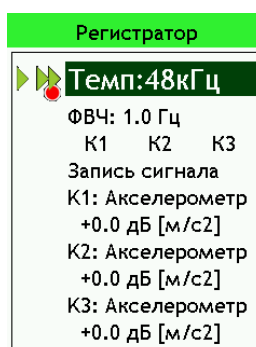 Регистратор
Темп:48кГц
ФВЧ: 1.0 Гц
К1 К2 К3
Запись сигнала
К1: Акселерометр
+0.0 дБ [м/с2]
К2: Акселерометр
+0.0 дБ [м/с2]
К3: Акселерометр
+0.0 дБ [м/с2]